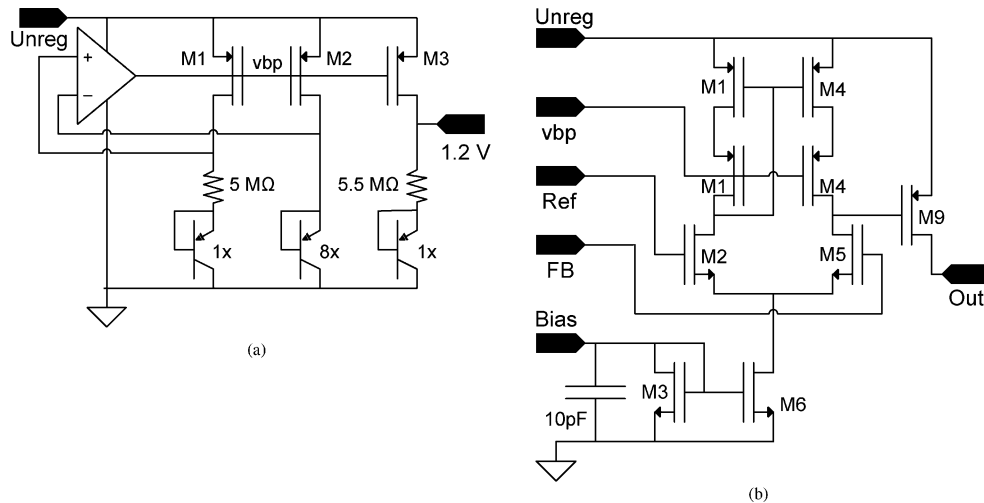 Unreg
+
−
M1
vbp
M2
M3
1.2 V
5 MΩ
5.5 MΩ
1x
8x
1x
(a)
Unreg
M1
M4
vbp
M1
M4
Ref
M9
M2
M5
FB
Out
Bias
M3
M6
10pF
(b)